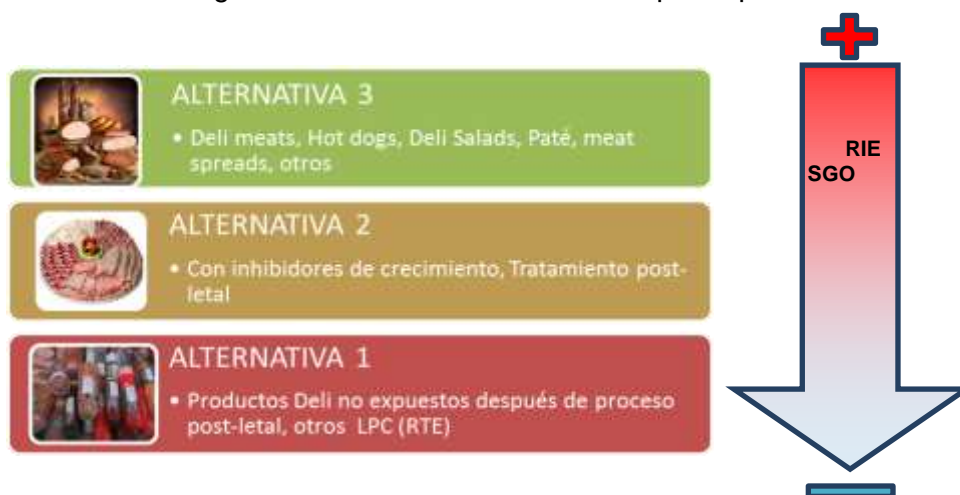 ALTERNATIVA 3
• Deli meats, Hot dogs, Deli Salads, Paté, meat
spreads, otros
ALTERNATIVA 2
• Con inhibidores de crecimiento, Tratamiento post-
letal
ALTERNATIVA 1
• Productos Deli no expuestos después de proceso
post-letal, otros LPC (RTE)
RIE
SGO